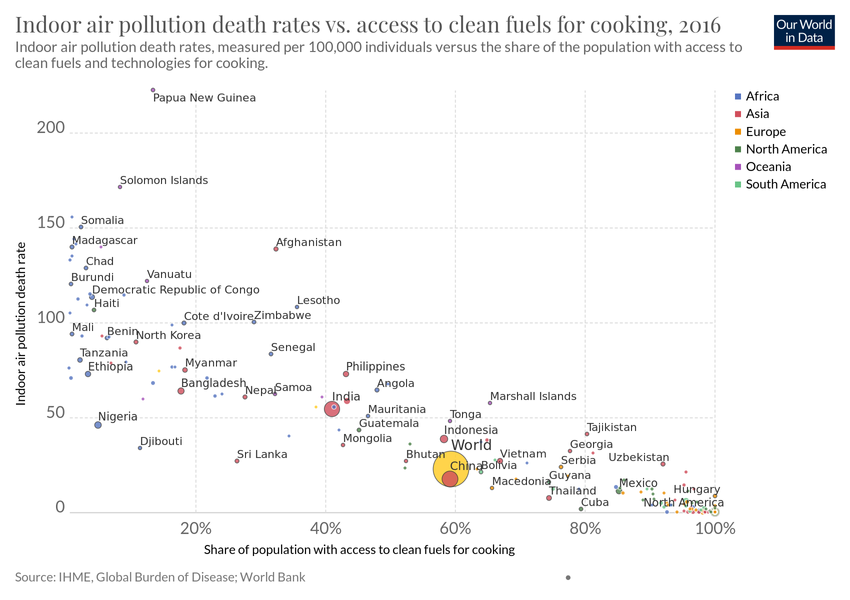 Indoor air pollution death rates vs. access to clean fuels for cooking, 2016
Our World
in Data
Indoor air pollution death rates, measured per 100,000 individuals versus the share of the population with access to
clean fuels and technologies for cooking.
Papua New Guinea
Africa
Asia
Europe
North America
Oceania
South America
200
Solomon Islands
150
Somalia
Madagascar
Afghanistan
Chad
Burundi
Vanuatu
Democratic Republic of Congo
Haiti
Lesotho
100
Cote d'Ivoire
Zimbabwe
Mali
Benin
North Korea
Tanzania
Senegal
Ethiopia
Myanmar
Philippines
Bangladesh
Nepal
Samoa
Angola
India
Marshall Islands
50
Nigeria
Mauritania
Tonga
Guatemala
Indonesia
Tajikistan
Djibouti
Mongolia
World
Georgia
Sri Lanka
Bhutan
Vietnam
Uzbekistan
China
Bolivia
Serbia
Macedonia
Guyana
Thailand
Mexico
Hungary
Cuba
North America
0
20%
40%
60%
80%
100%
Indoor air pollution death rate
Share of population with access to clean fuels for cooking
Source: IHME, Global Burden of Disease; World Bank